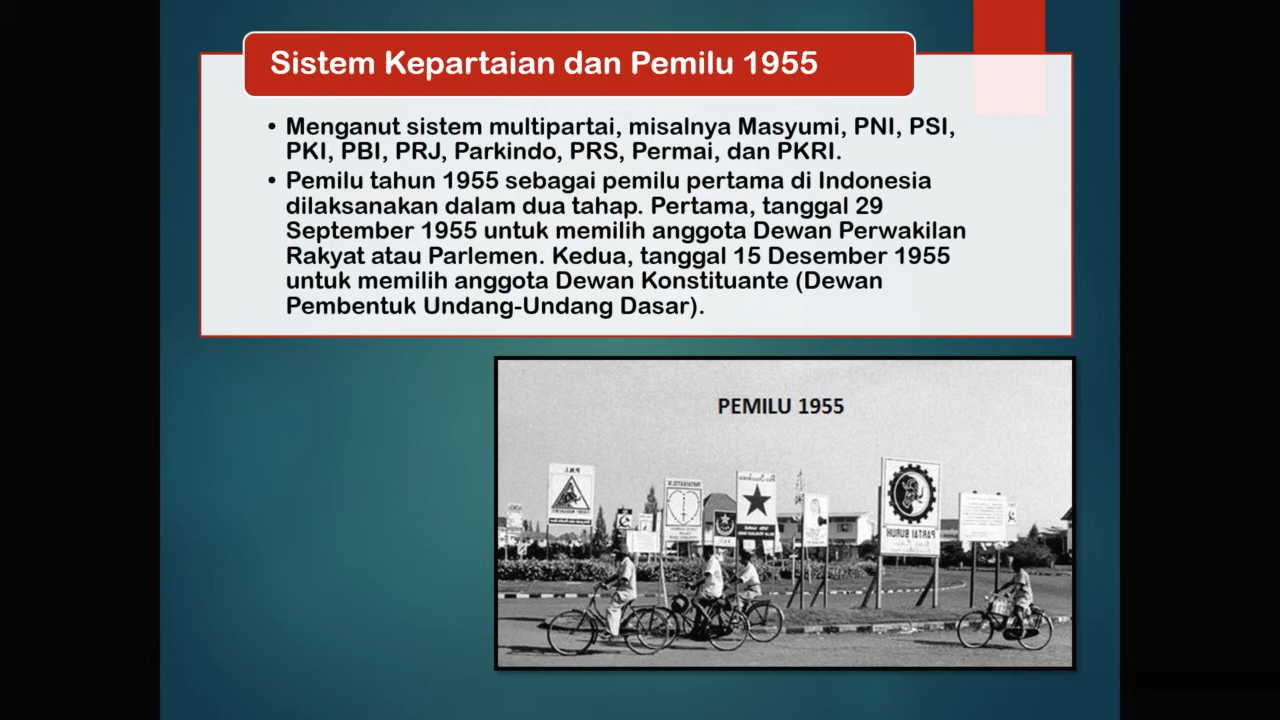 Sistem Kepartaian dan Pemilu 1955
• Menganut sistem multipartai, misalnya Masyumi, PNI, PSI,
PKI, PBI, PRJ, Parkindo, PRS, Permai, dan PKRI.
• Pemilu tahun 1955 sebagai pemilu pertama di Indonesia
dilaksanakan dalam dua tahap. Pertama, tanggal 29
September 1955 untuk memilih anggota Dewan Perwakilan
Rakyat atau Parlemen. Kedua, tanggal 15 Desember 1955
untuk memilih anggota Dewan Konstituante (Dewan
Pembentuk Undang-Undang Dasar).
PEMILU 1955
P.N.I.
PARTAI BURUH